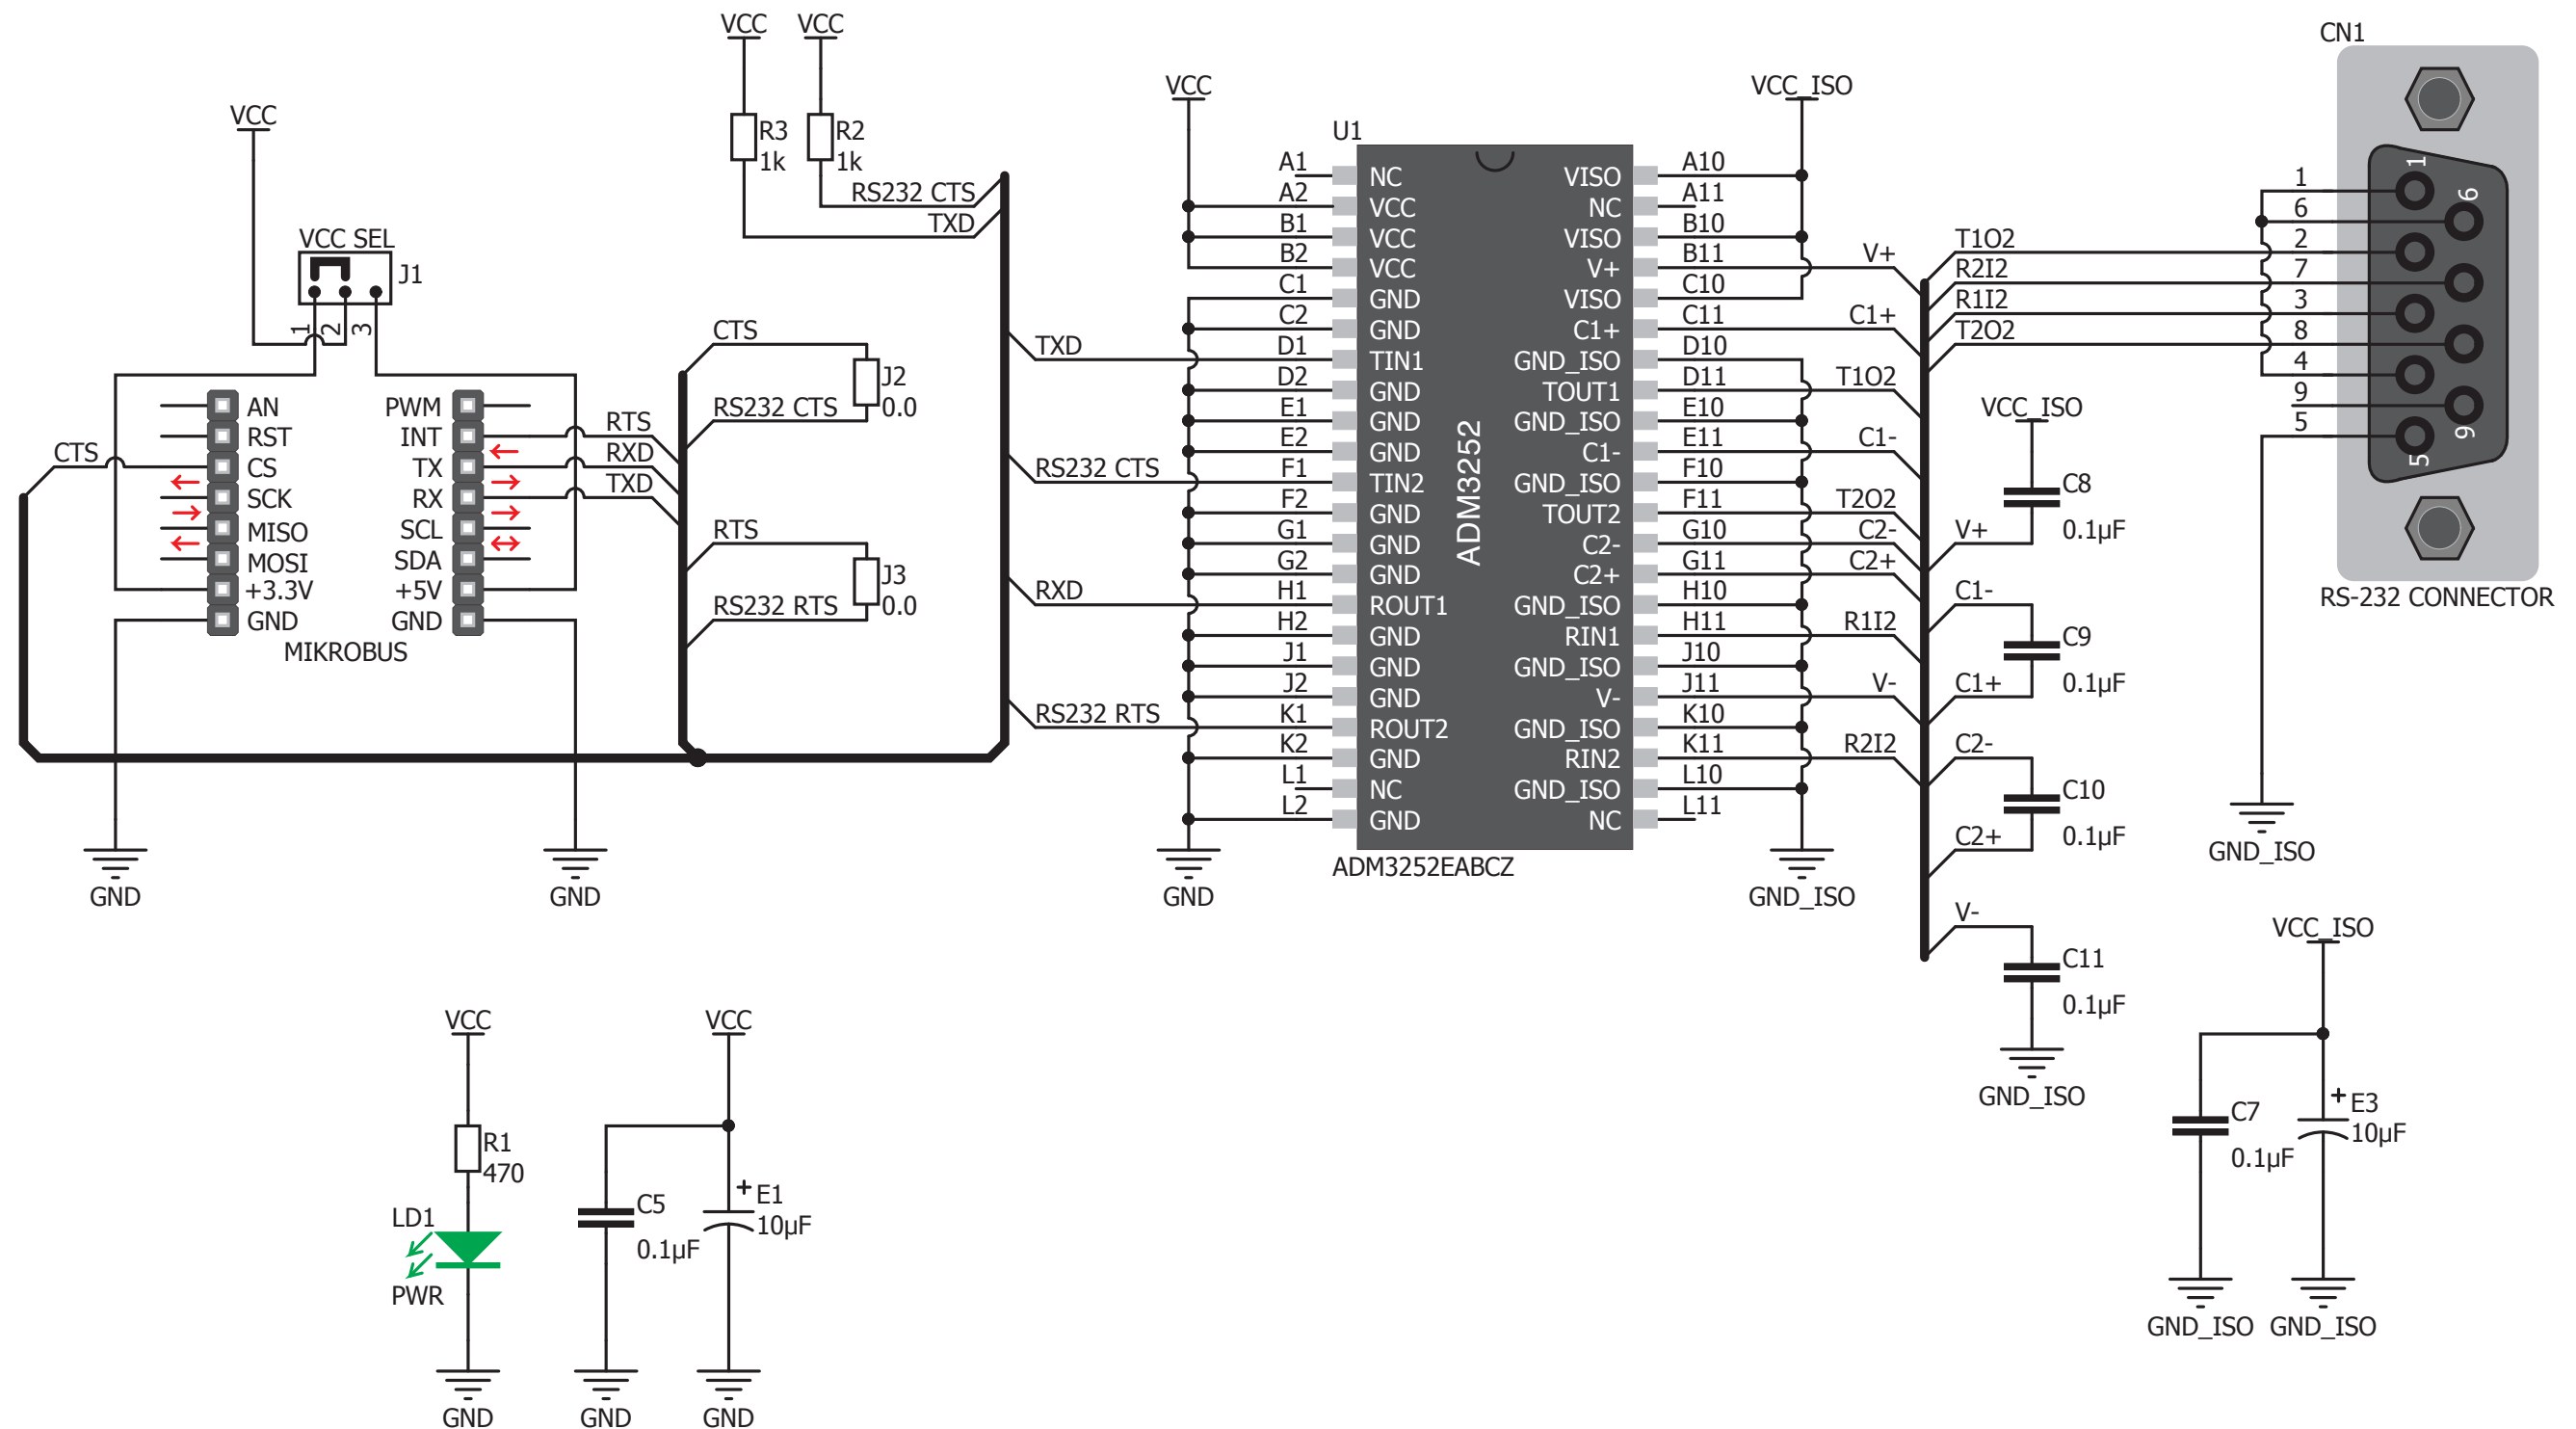 VCC
VCC SEL
J1
1
2
3
AN
RST
CS
SCK
MISO
MOSI
+3.3V
GND
PWM
INT
TX
RX
SCL
SDA
+5V
GND
MIKROBUS
CTS
RTS
RXD
TXD
GND
GND
VCC
VCC
R3
1k
R2
1k
RS232 CTS
TXD
CTS
J2
RS232 CTS
0.0
RTS
J3
RS232 RTS
0.0
TXD
RS232 CTS
RXD
RS232 RTS
VCC
GND
U1
A1
A2
B1
B2
C1
C2
D1
D2
E1
E2
F1
F2
G1
G2
H1
H2
J1
J2
K1
K2
L1
L2
NC
VCC
VCC
VCC
GND
GND
TIN1
GND
GND
GND
TIN2
GND
GND
GND
ROUT1
GND
GND
GND
ROUT2
GND
NC
GND
ADM3252
VISO
NC
VISO
V+
VISO
C1+
GND_ISO
TOUT1
GND_ISO
C1-
GND_ISO
TOUT2
C2-
C2+
GND_ISO
RIN1
GND_ISO
V-
GND_ISO
RIN2
GND_ISO
NC
A10
A11
B10
B11
C10
C11
D10
D11
E10
E11
F10
F11
G10
G11
H10
H11
J10
J11
K10
K11
L10
L11
ADM3252EABCZ
VCC_ISO
GND_ISO
V+
C1+
T1O2
C1-
T2O2
C2-
C2+
R1I2
V-
R2I2
T1O2
R2I2
R1I2
T2O2
VCC_ISO
C8
V+
0.1µF
C1-
C9
C1+
0.1µF
C2-
C10
C2+
0.1µF
V-
C11
0.1µF
GND_ISO
CN1
1
6
2
7
3
8
4
9
5
1
6
9
5
RS-232 CONNECTOR
GND_ISO
VCC
R1
470
LD1
PWR
GND
VCC
C5
0.1µF
+ E1
10µF
GND
GND
VCC_ISO
C7
0.1µF
+ E3
10µF
GND_ISO
GND_ISO